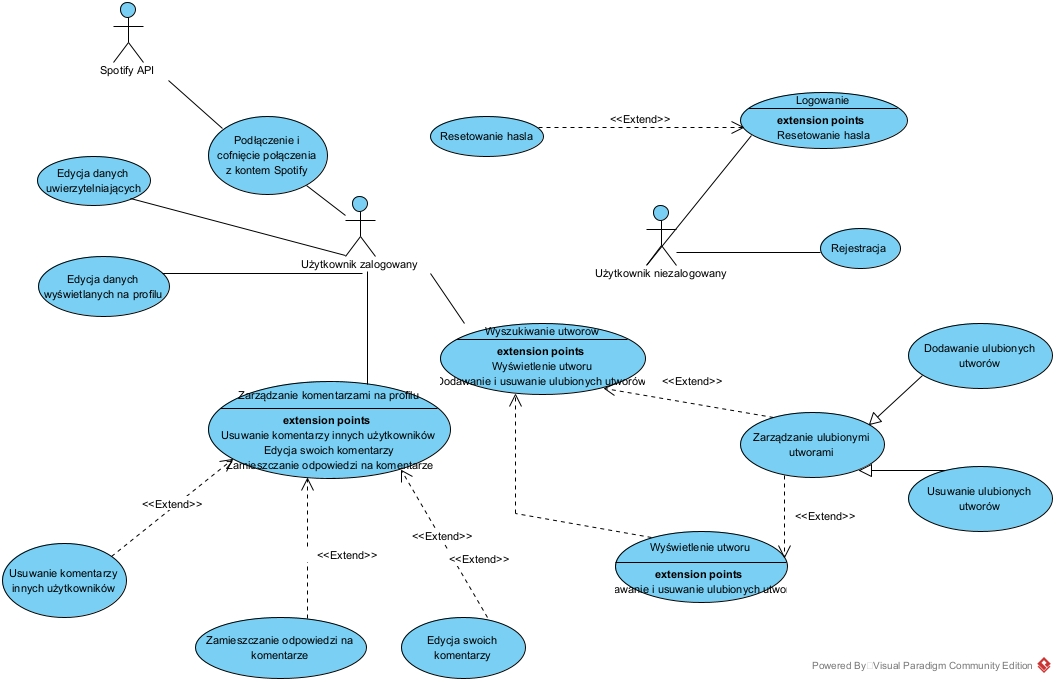 Spotify API
Podłączenie i
cofnięcie połączenia
z kontem Spotify
Edycja danych
uwierzytelniających
Edycja danych
wyświetlanych na profilu
Użytkownik zalogowany
Resetowanie hasla
<<Extend>>
Logowanie
extension points
Resetowanie hasla
Użytkownik niezalogowany
Rejestracja
Wyszukiwanie utworów
extension points
Wyświetlenie utworu
Dodawanie i usuwanie ulubionych utworów
<<Extend>>
Dodawanie ulubionych
utworów
Zarządzanie ulubionymi
utworami
Usuwanie ulubionych
utworów
<<Extend>>
Wyświetlenie utworu
extension points
awanie i usuwanie ulubionych utwor
Zarządzanie komentarzami na profilu
extension points
Usuwanie komentarzy innych użytkowników
Edycja swoich komentarzy
Zamieszczanie odpowiedzi na komentarze
<<Extend>>
<<Extend>>
<<Extend>>
<<Extend>>
Usuwanie komentarzy
innych użytkowników
Zamieszczanie odpowiedzi na
komentarze
Edycja swoich
komentarzy
Powered By Visual Paradigm Community Edition